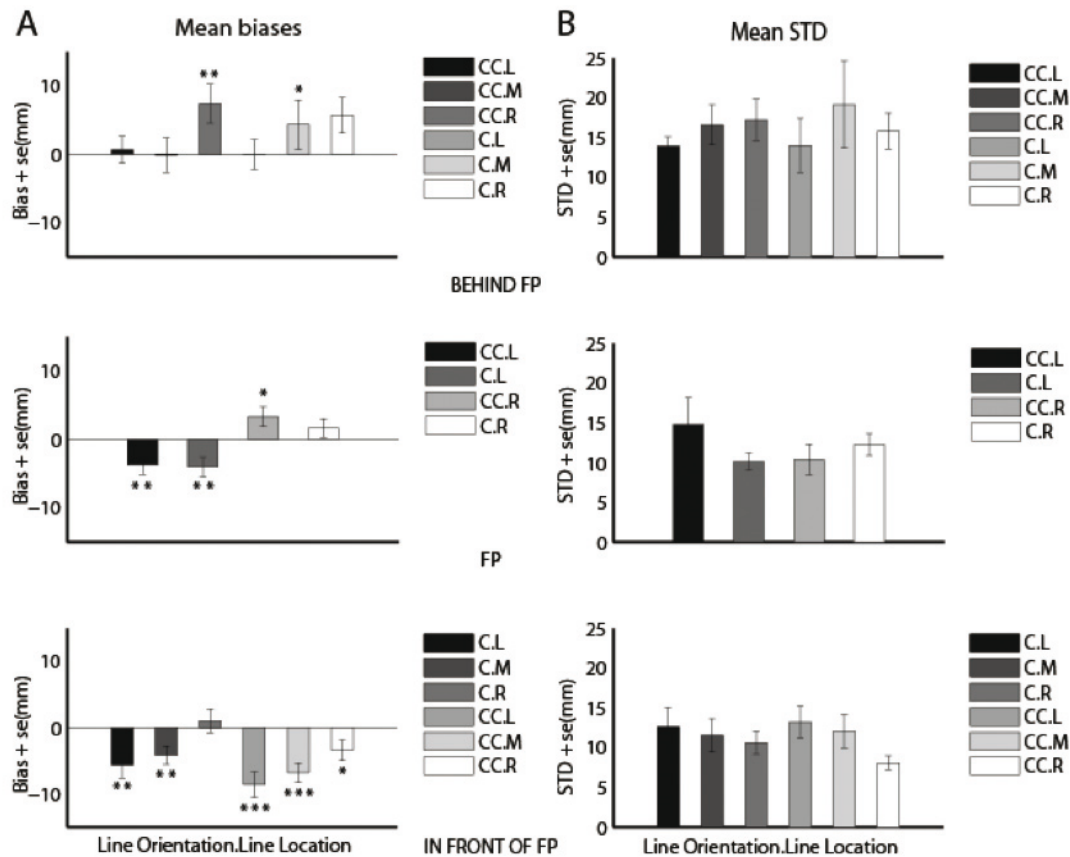 A
Mean biases
B
Mean STD
Bias + se(mm)
10
0
−10
**
*
CC.L
CC.M
CC.R
C.L
C.M
C.R
STD + se(mm)
25
20
15
10
5
0
CC.L
CC.M
CC.R
C.L
C.M
C.R
BEHIND FP
Bias + se(mm)
10
0
−10
**
**
*
CC.L
C.L
CC.R
C.R
STD + se(mm)
25
20
15
10
5
0
CC.L
C.L
CC.R
C.R
FP
Bias + se(mm)
10
0
−10
**
**
***
***
*
C.L
C.M
C.R
CC.L
CC.M
CC.R
STD + se(mm)
25
20
15
10
5
0
C.L
C.M
C.R
CC.L
CC.M
CC.R
Line Orientation.Line Location
IN FRONT OF FP
Line Orientation.Line Location